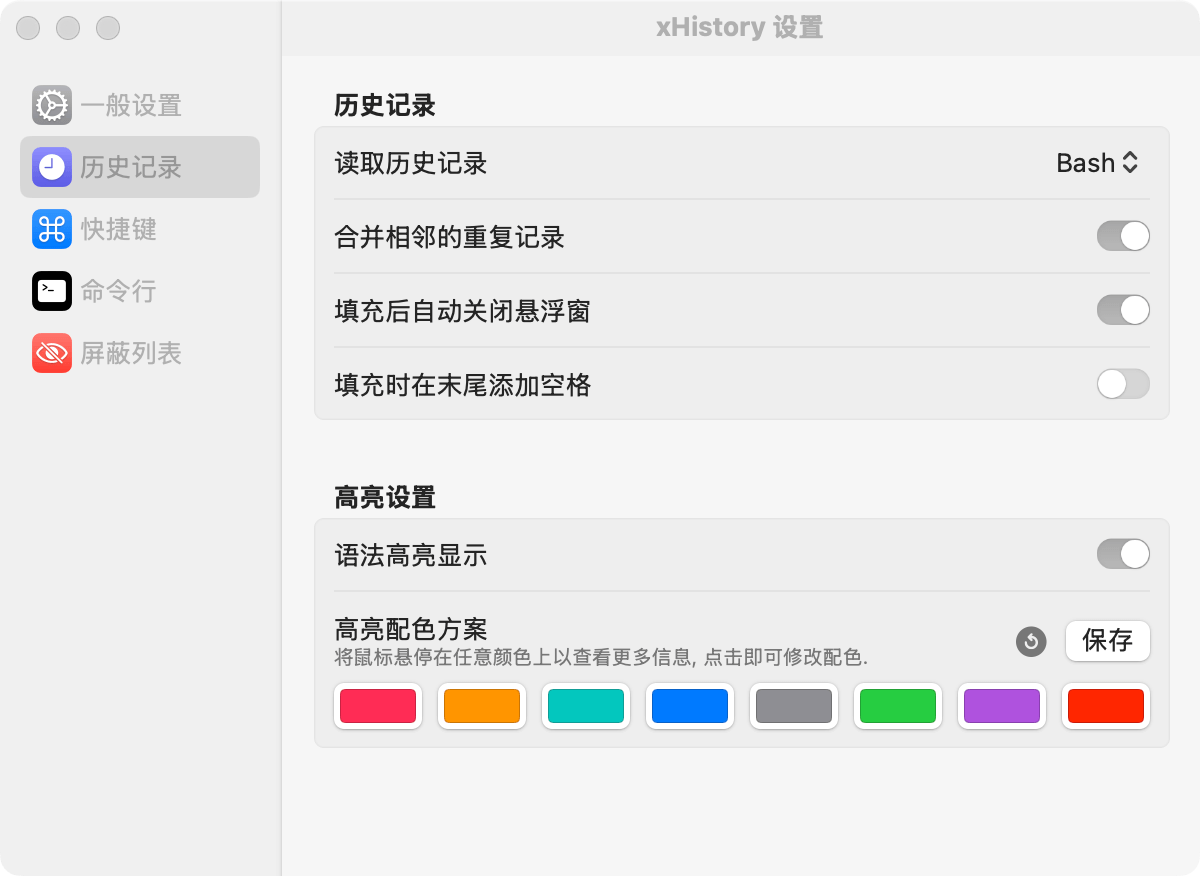 xHistory 设置
一般设置
历史记录
快捷键
命令行
屏蔽列表
历史记录
读取历史记录
Bash
合并相邻的重复记录
填充后自动关闭悬浮窗
填充时在末尾添加空格
高亮设置
语法高亮显示
高亮配色方案
将鼠标悬停在任意颜色上以查看更多信息, 点击即可修改配色.
保存